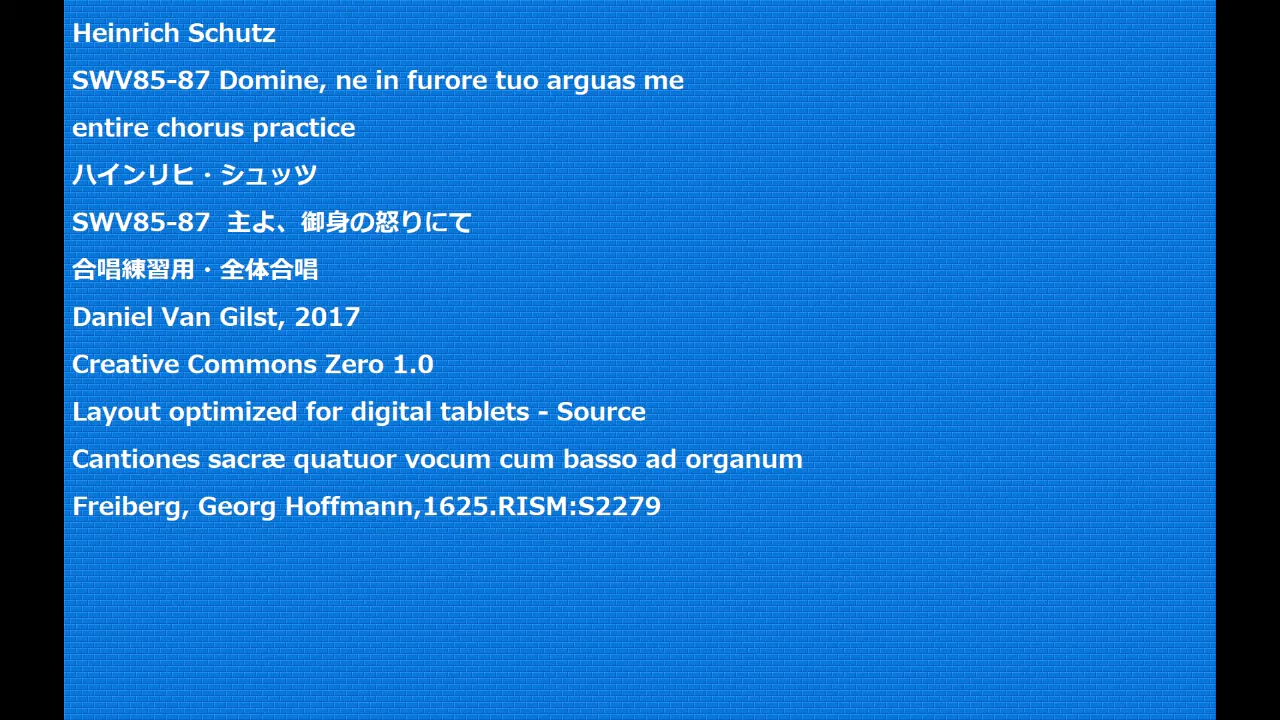 Heinrich Schutz
SWV85-87 Domine, ne in furore tuo arguas me
entire chorus practice
ハインリヒ・シュッツ
SWV85-87 主よ、御身の怒りにて
合唱練習用・全体合唱
Daniel Van Gilst, 2017
Creative Commons Zero 1.0
Layout optimized for digital tablets - Source
Cantiones sacræ quatuor vocum cum basso ad organum
Freiberg, Georg Hoffmann,1625.RISM:S2279